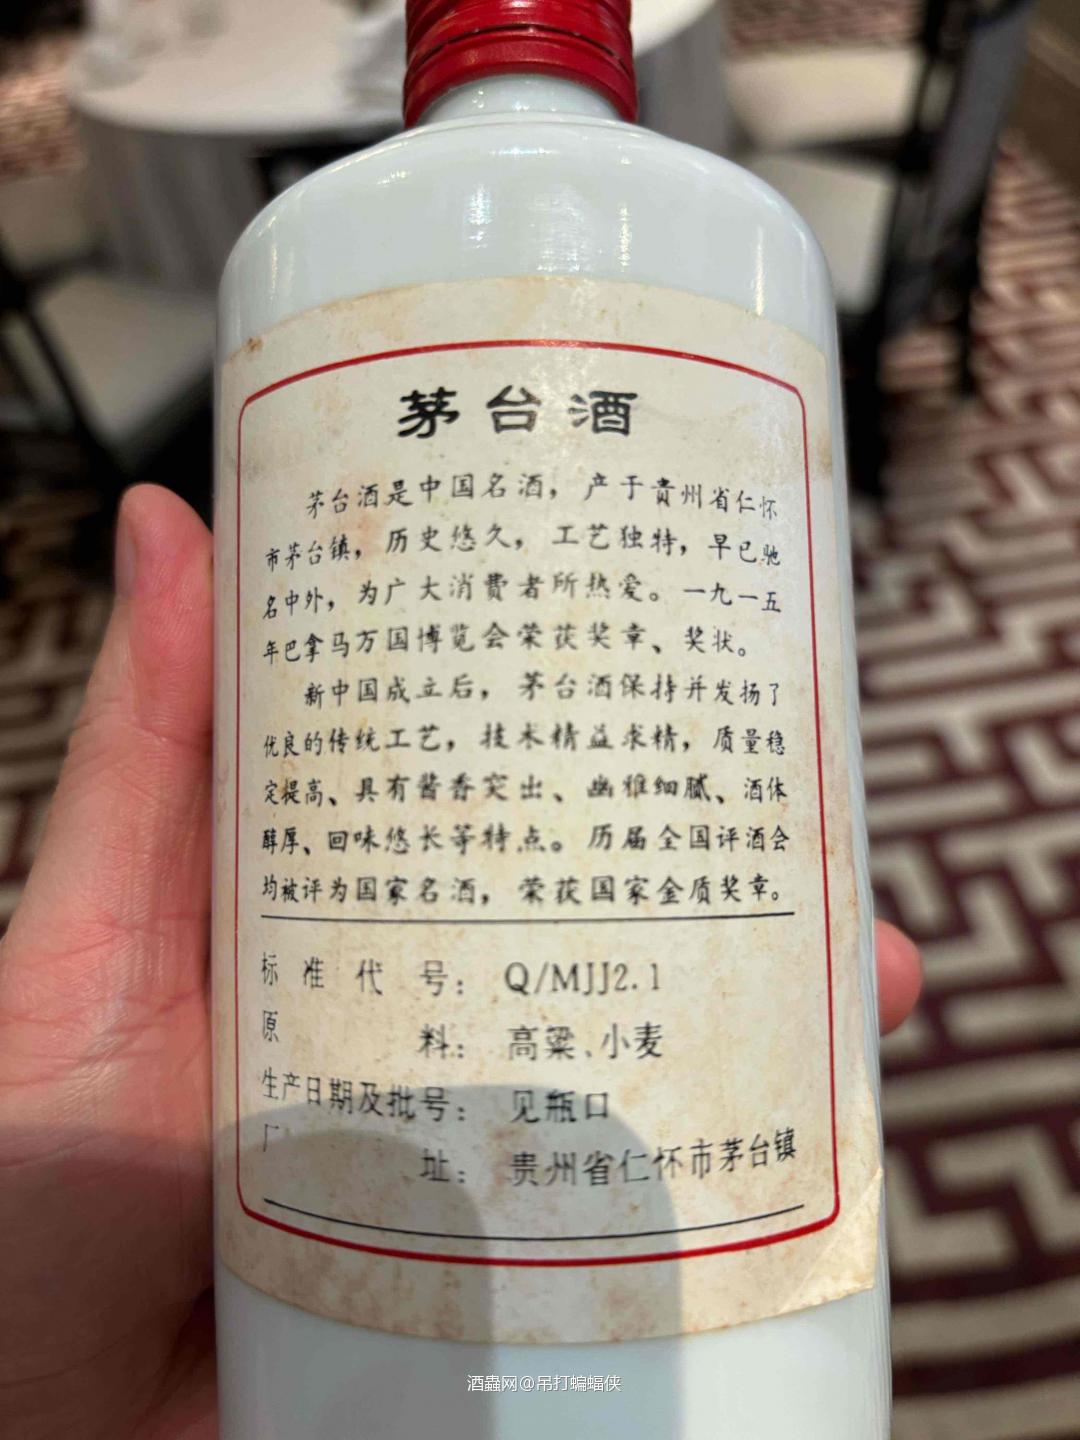 茅台酒
茅台酒是中国名酒，产于贵州省仁怀
市茅台镇，历史悠久，工艺独特，早已驰
名中外，为广大消费者所热爱。一九一五
年巴拿马万国博览会荣获奖章、奖状。
新中国成立后，茅台酒保持并发扬了
优良的传统工艺，技术精益求精，质量稳
定提高、具有酱香突出、幽雅细腻、酒体
醇厚、回味悠长等特点。历届全国评酒会
均被评为国家名酒，荣获国家金质奖章。
标准代号：Q/MJJ2.1
原料：高粱、小麦
生产日期及批号：见瓶口
厂址：贵州省仁怀市茅台镇
酒蟲网@吊打蝙蝠侠